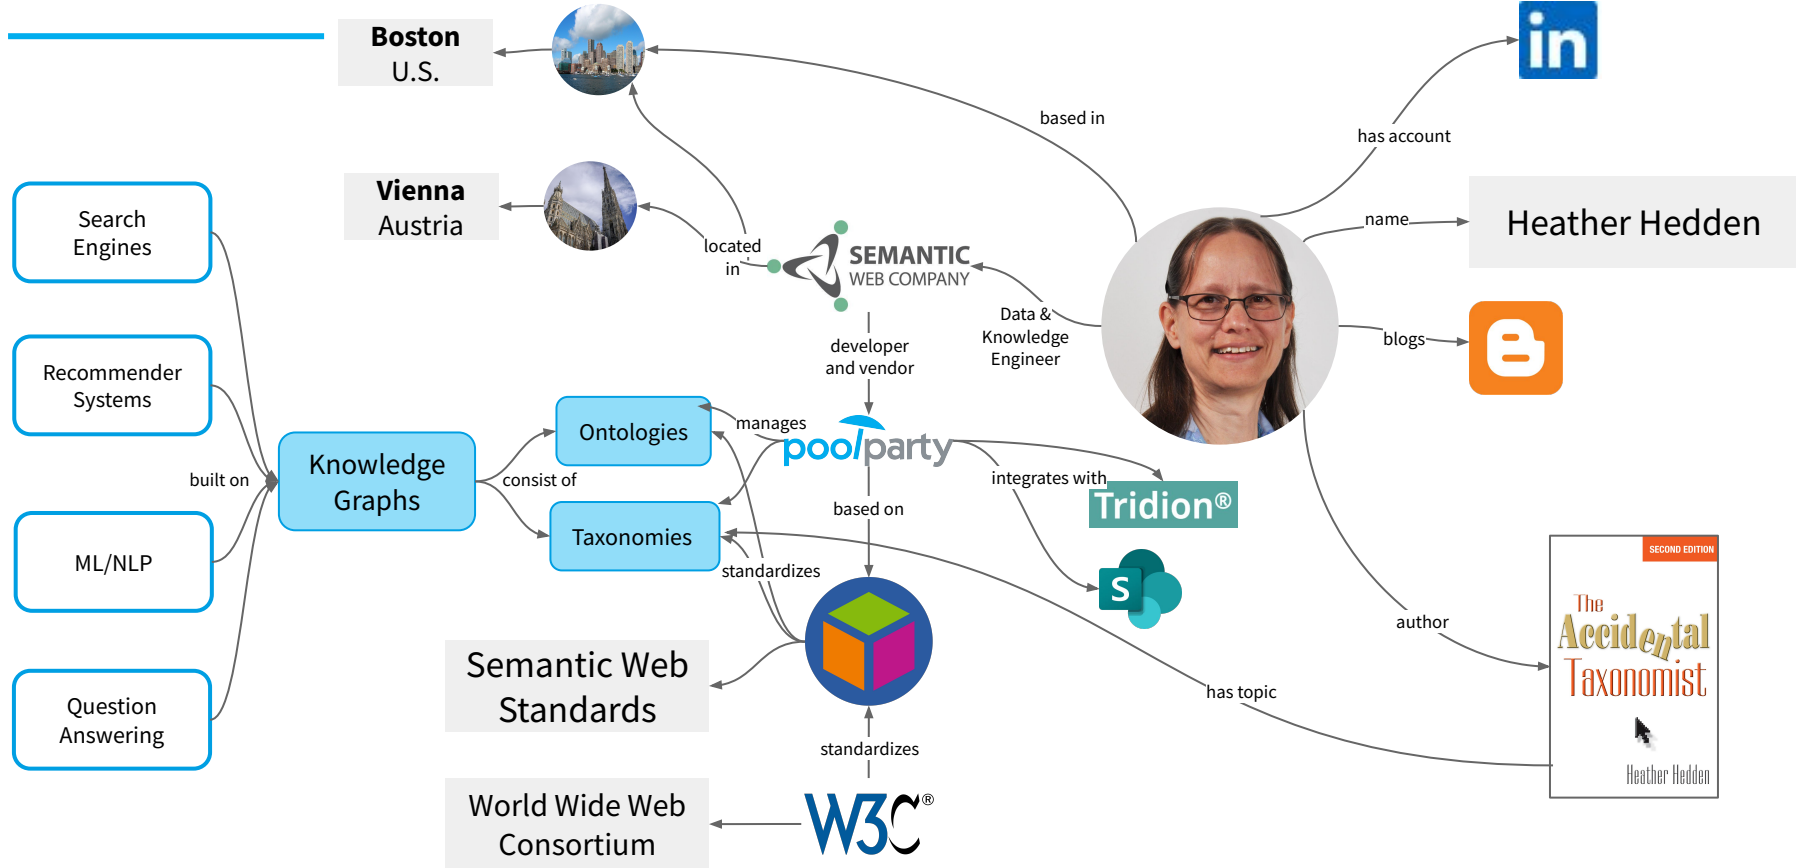 Boston
U.S.
based in
in
has account
Vienna
Austria
Search
Engines
located
in
SEMANTIC
WEB COMPANY
name
Heather Hedden
Data &
Knowledge
Engineer
blogs
developer
and vendor
Recommender
Systems
Ontologies
manages
poolparty
Knowledge
Graphs
built on
consist of
integrates with
Tridion®
based on
Taxonomies
ML/NLP
standardizes
S
SECOND EDITION
The
Accidental
Taxonomist
Heather Hedden
author
Semantic Web
Standards
has topic
Question
Answering
standardizes
World Wide Web
Consortium
W3C®